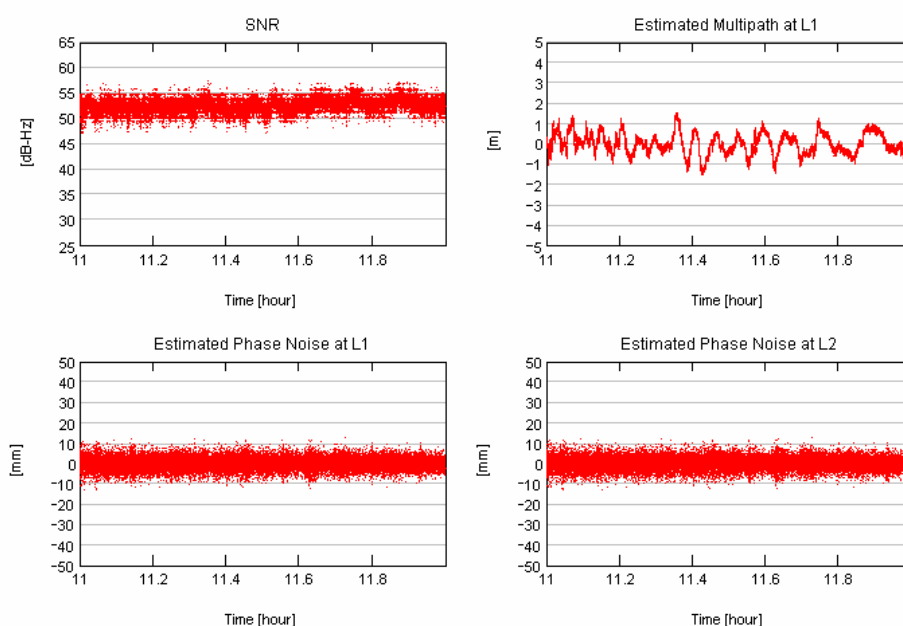 SNR
65
60
55
50
45
40
35
30
25
[dB-Hz]
11 11.2 11.4 11.6 11.8
Time [hour]
Estimated Multipath at L1
5
4
3
2
1
0
−1
−2
−3
−4
−5
[m]
11 11.2 11.4 11.6 11.8
Time [hour]
Estimated Phase Noise at L1
50
40
30
20
10
0
−10
−20
−30
−40
−50
[mm]
11 11.2 11.4 11.6 11.8
Time [hour]
Estimated Phase Noise at L2
50
40
30
20
10
0
−10
−20
−30
−40
−50
[mm]
11 11.2 11.4 11.6 11.8
Time [hour]